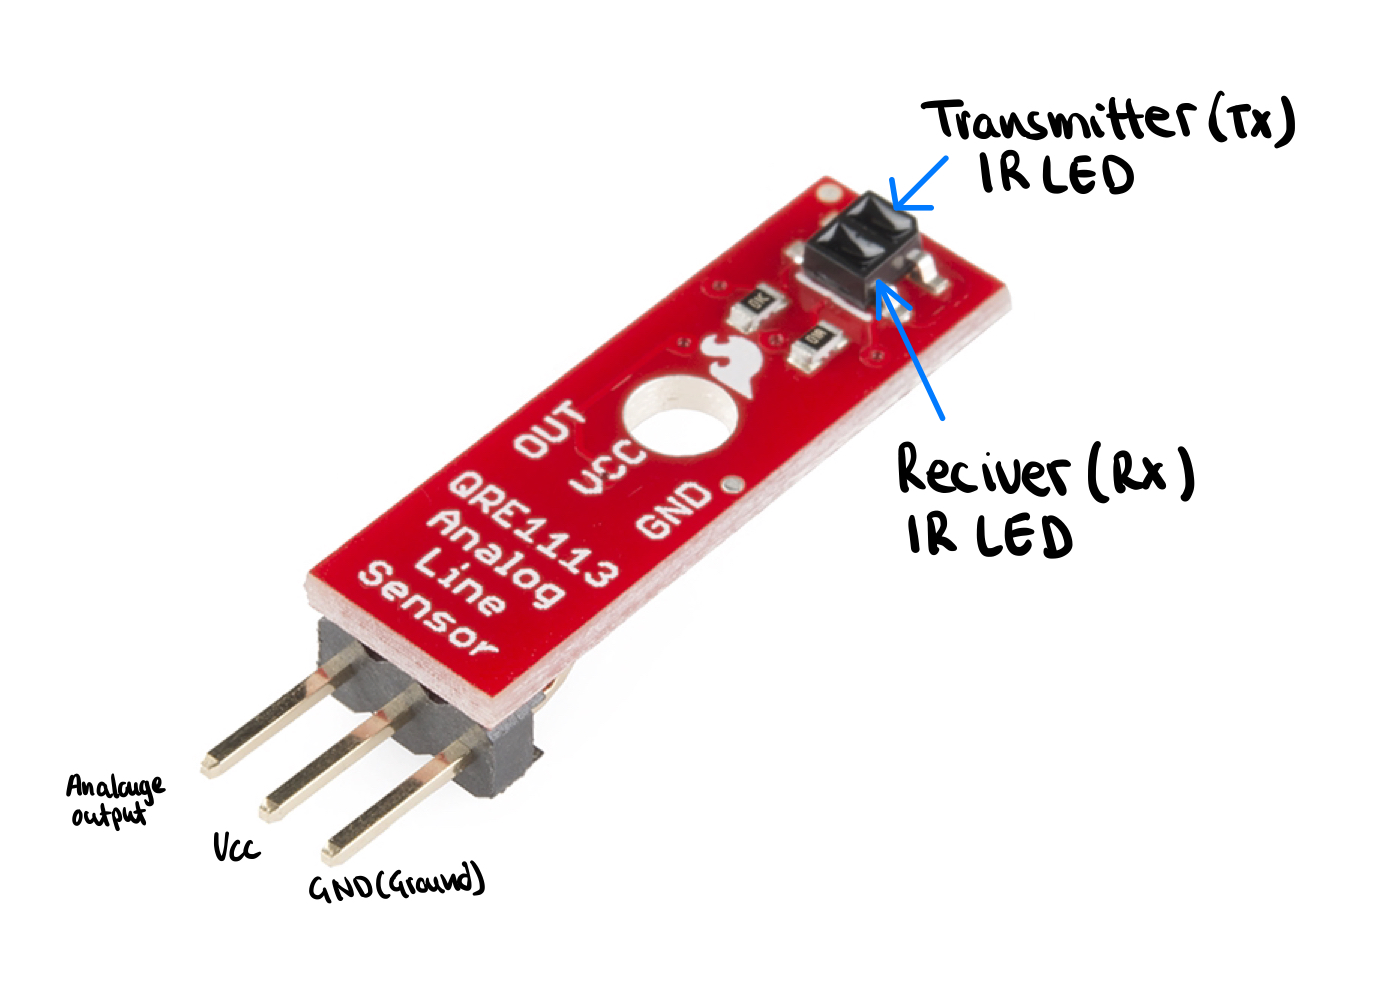 Transmitter (Tx)
IR LED
Reciver (Rx)
IR LED
OUT
VCC
GND
QRE1113
Analog
Line
Sensor
Analouge
output
Vcc
GND (Ground)